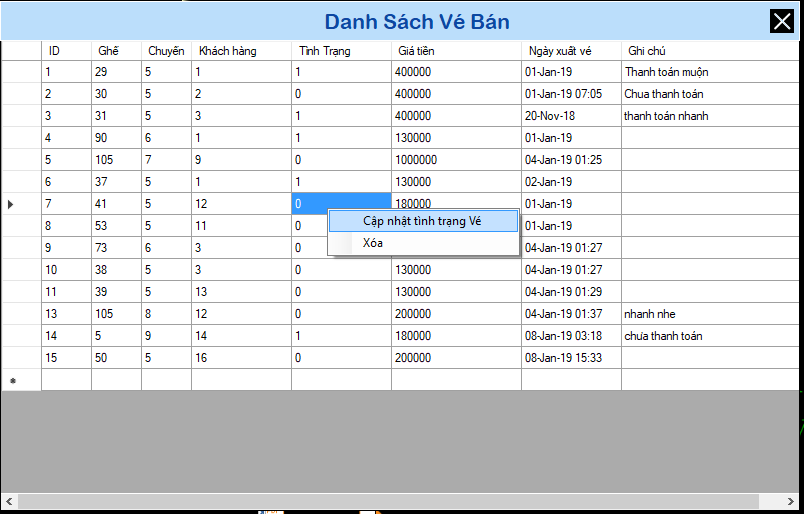 Danh Sách Vé Bán
ID Ghế Chuyến Khách hàng Tình Trạng Giá tiền Ngày xuất vé Ghi chú
1 29 5 1 1 400000 01-Jan-19 Thanh toán muộn
2 30 5 2 0 400000 01-Jan-19 07:05 Chua thanh toán
3 31 5 3 1 400000 20-Nov-18 thanh toán nhanh
4 90 6 1 1 130000 01-Jan-19
5 105 7 9 0 1000000 04-Jan-19 01:25
6 37 5 1 1 130000 02-Jan-19
7 41 5 12 0 180000 01-Jan-19
8 53 5 11 0 01-Jan-19
Cập nhật tình trạng Vé
9 73 6 3 0 04-Jan-19 01:27
Xóa
10 38 5 3 0 130000 04-Jan-19 01:27
11 39 5 13 0 130000 04-Jan-19 01:29
13 105 8 12 0 200000 04-Jan-19 01:37 nhanh nhe
14 5 9 14 1 180000 08-Jan-19 03:18 chưa thanh toán
15 50 5 16 0 200000 08-Jan-19 15:33